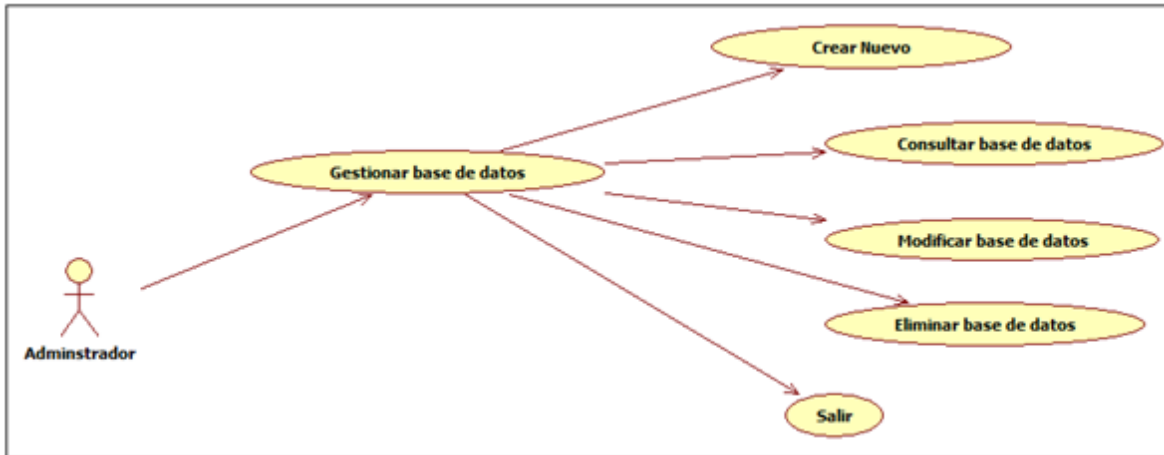 Crear Nuevo
Consultar base de datos
Gestionar base de datos
Modificar base de datos
Eliminar base de datos
Adminstrador
Salir